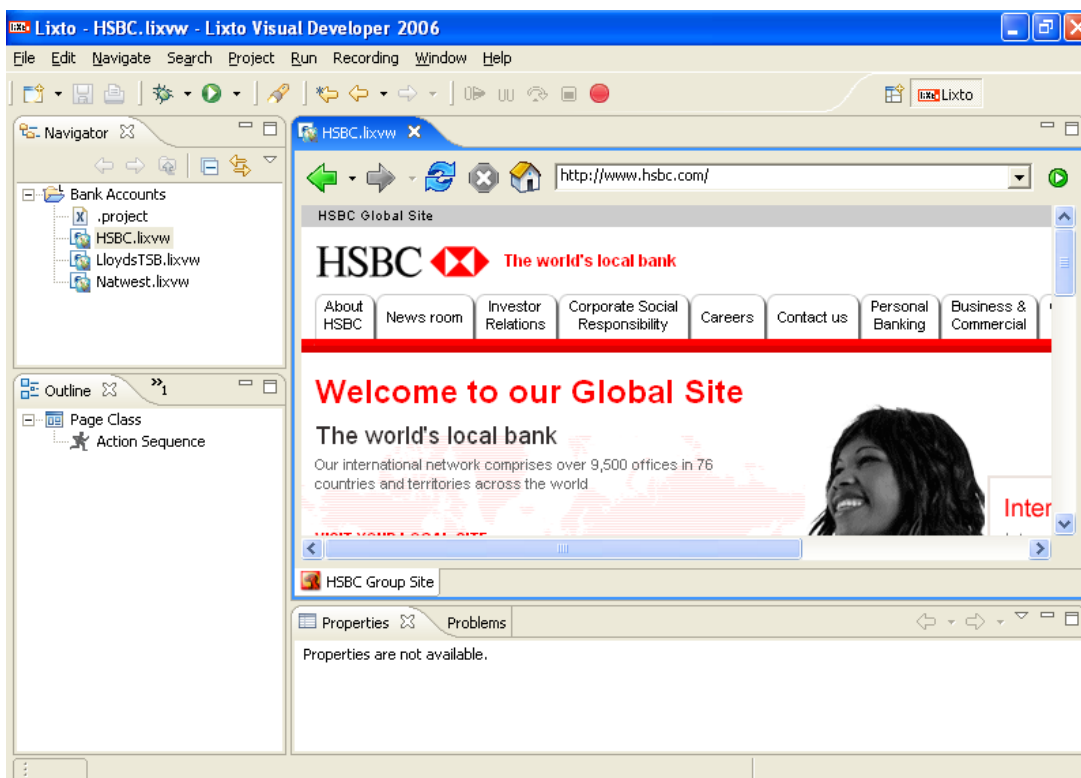 Lixto - HSBC.lixvw - Lixto Visual Developer 2006
File Edit Navigate Search Project Run Recording Window Help
Lixto
Navigator
Bank Accounts
.project
HSBC.lixvw
LloydsTSB.lixvw
Natwest.lixvw
Outline
»1
Page Class
Action Sequence
HSBC.lixvw
http://www.hsbc.com/
HSBC Global Site
HSBC The world's local bank
About HSBC
News room
Investor Relations
Corporate Social Responsibility
Careers
Contact us
Personal Banking
Business & Commercial
Welcome to our Global Site
The world's local bank
Our international network comprises over 9,500 offices in 76
countries and territories across the world
VISIT YOUR LOCAL SITE
Inter
HSBC Group Site
Properties Problems
Properties are not available.